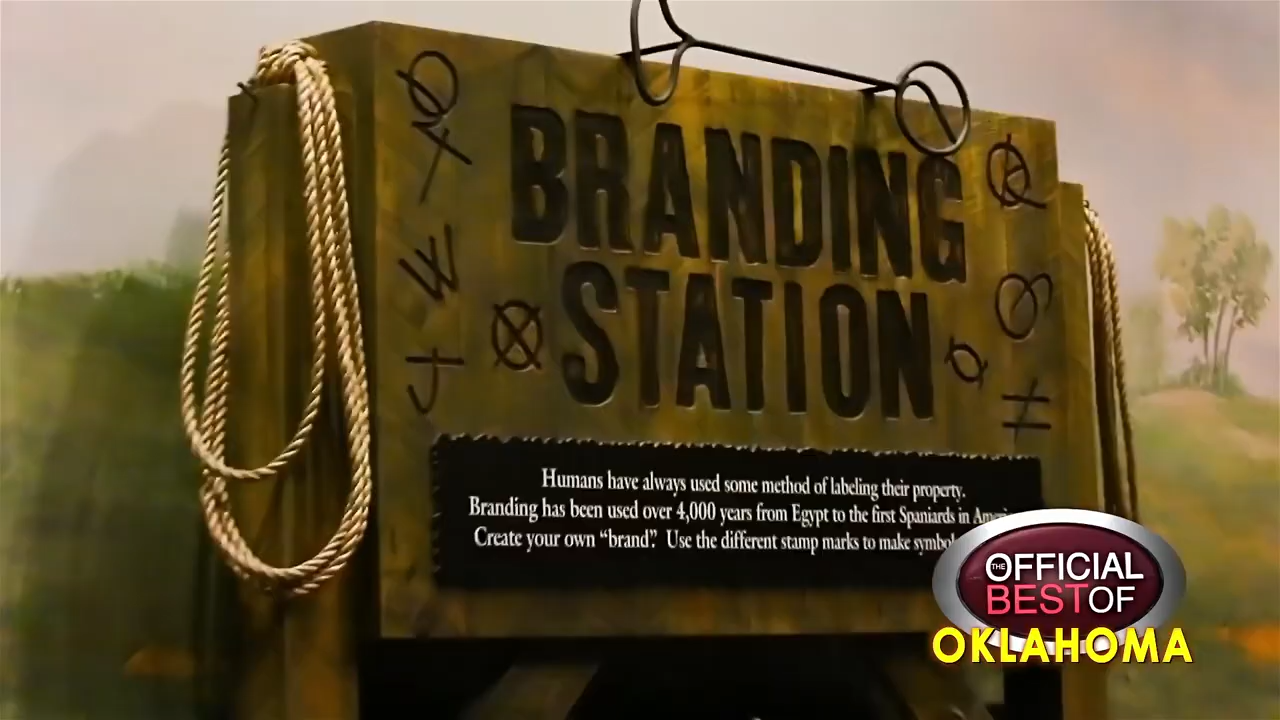 BRANDING
STATION
Humans have always used some method of labeling their property.
Branding has been used over 4,000 years from Egypt to the first Spaniards in
Create your own “brand”. Use the different stamp marks to make
THE OFFICIAL
BEST OF
OKLAHOMA